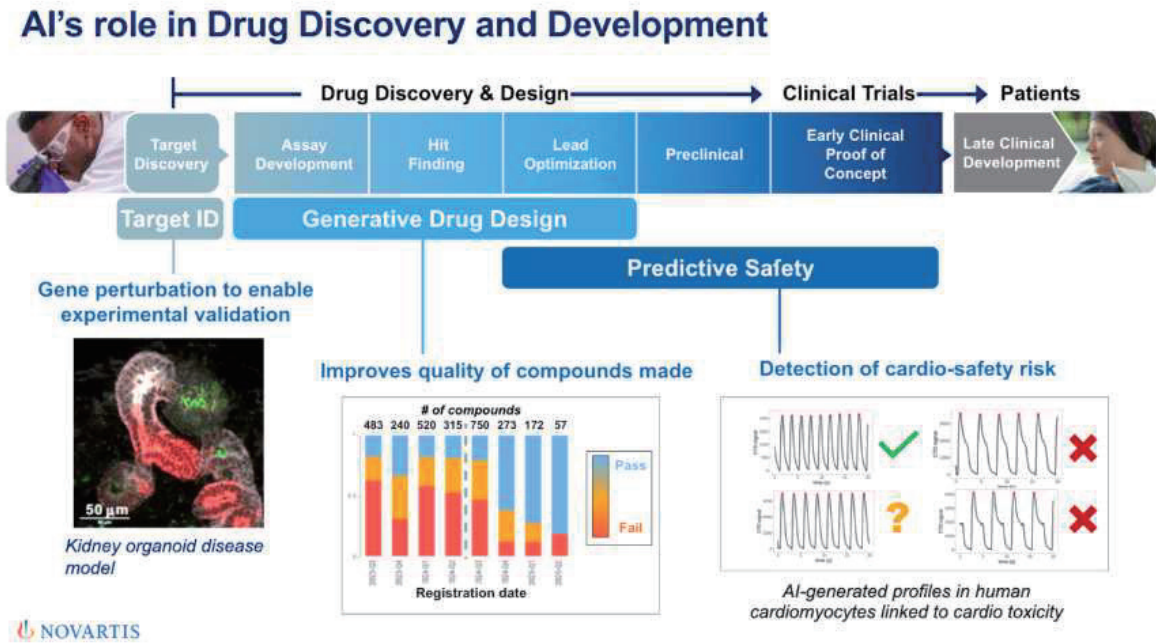 AI's role in Drug Discovery and Development
Drug Discovery & Design
Clinical Trials
Patients
Target
Discovery
Assay
Development
Hit
Finding
Lead
Optimization
Preclinical
Early Clinical
Proof of
Concept
Late Clinical
Development
Target ID
Generative Drug Design
Predictive Safety
Gene perturbation to enable
experimental validation
50 μm
Kidney organoid disease
model
Improves quality of compounds made
# of compounds
483 240 520 315 750 273 172 57
Pass
Fail
Registration date
Detection of cardio-safety risk
?
AI-generated profiles in human
cardiomyocytes linked to cardio toxicity
NOVARTIS